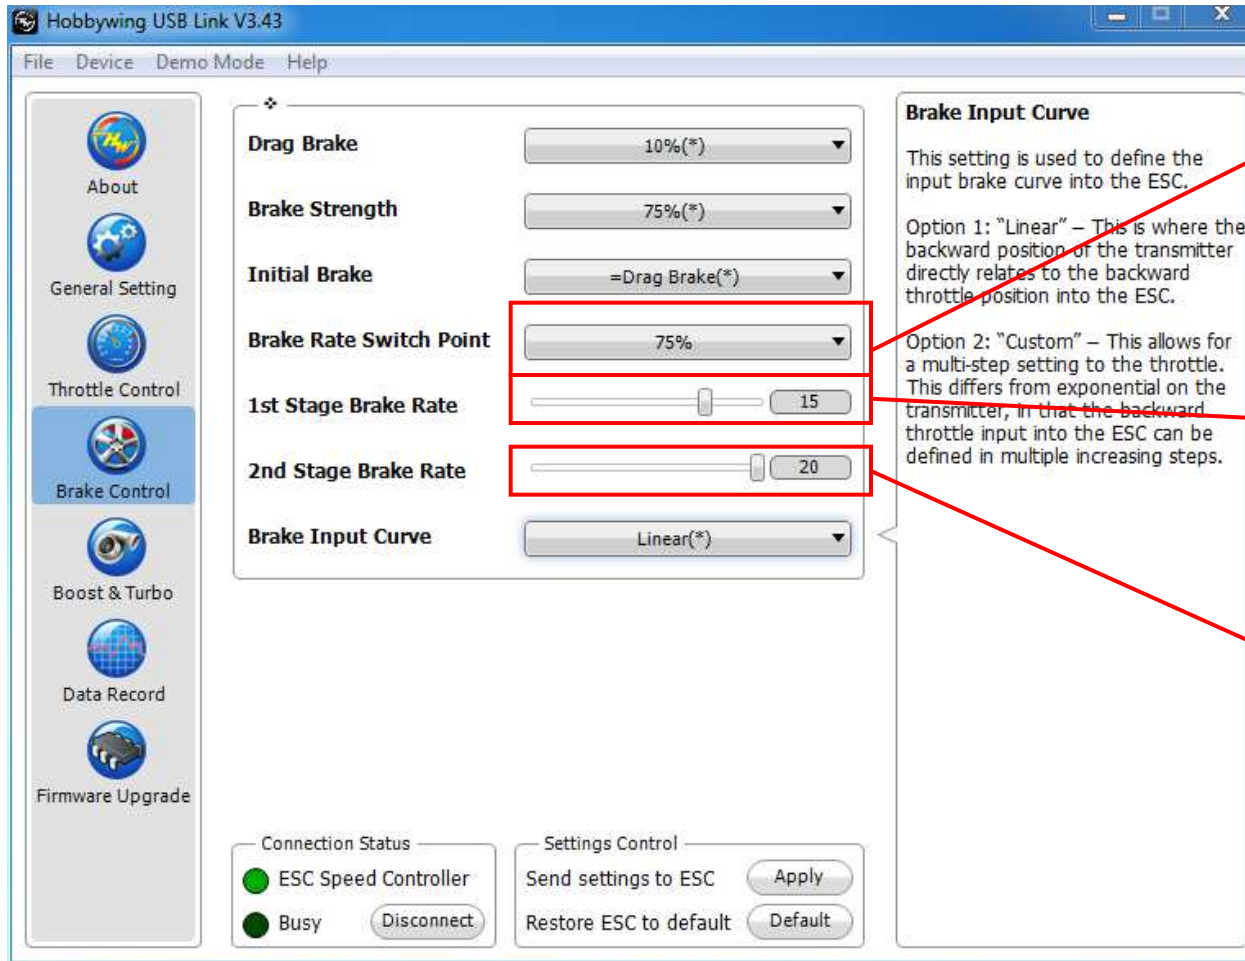 Hobbywing USB Link V3.43
X
File Device Demo Mode Help
About
General Setting
Throttle Control
Brake Control
Boost & Turbo
Data Record
Firmware Upgrade
Drag Brake 10%(*)
Brake Strength 75%(*)
Initial Brake =Drag Brake(*)
Brake Rate Switch Point 75%
1st Stage Brake Rate 15
2nd Stage Brake Rate 20
Brake Input Curve Linear(*)
Connection Status
ESC Speed Controller
Busy Disconnect
Settings Control
Send settings to ESC Apply
Restore ESC to default Default
Brake Input Curve
This setting is used to define the
input brake curve into the ESC.
Option 1: “Linear” – This is where the
backward position of the transmitter
directly relates to the backward
throttle position into the ESC.
Option 2: “Custom” – This allows for
a multi-step setting to the throttle.
This differs from exponential on the
transmitter, in that the backward
throttle input into the ESC can be
defined in multiple increasing steps.